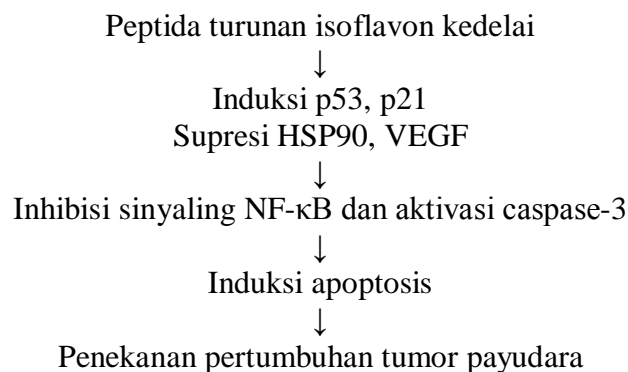 Peptida turunan isoflavon kedelai
↓
Induksi p53, p21
Supresi HSP90, VEGF
↓
Inhibisi sinyaling NF-κB dan aktivasi caspase-3
↓
Induksi apoptosis
↓
Penekanan pertumbuhan tumor payudara